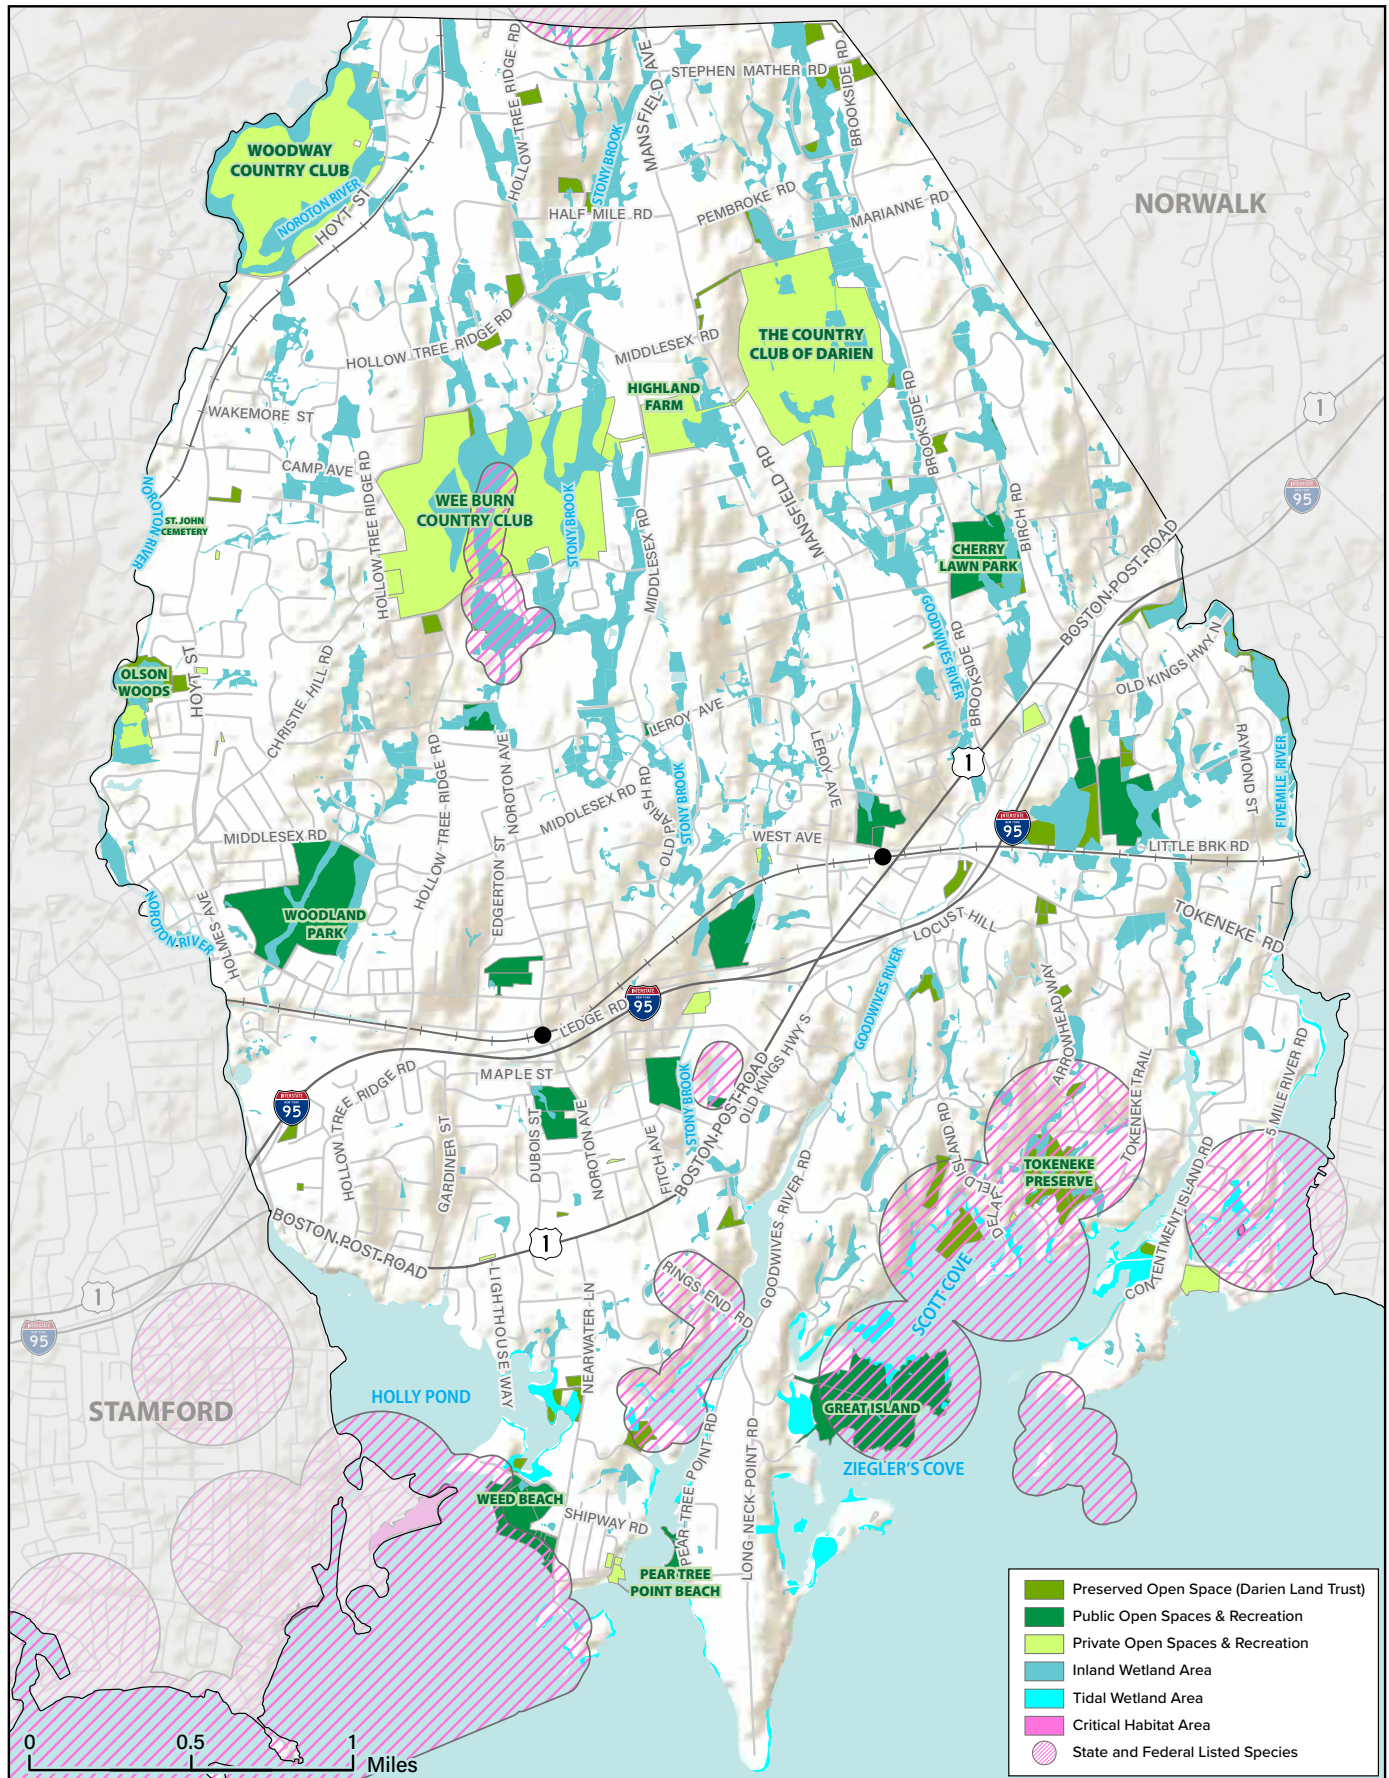 HOLLOW TREE RIDGE RD
MANSFIELD AVE
STEPHEN MATHER RD
BROOKSIDE RD
WOODWAY
COUNTRY CLUB
NOROTON RIVER
HOYT ST
STONY BROOK
HALF MILE RD
PEMBROKE RD
MARIANNE RD
NORWALK
HOLLOW TREE RIDGE RD
MIDDLESEX RD
THE COUNTRY
CLUB OF DARIEN
HIGHLAND
FARM
BROOKSIDE RD
1
WAKEMORE ST
CAMP AVE
HOLLOW TREE RIDGE RD
MANSFIELD RD
NOROTON RIVER
ST. JOHN
CEMETERY
WEE BURN
COUNTRY CLUB
STONY BROOK
MIDDLESEX RD
BIRCH RD
95
CHERRY
LAWN PARK
BOSTON POST ROAD
GOODWIVES RIVER
BROOKSIDE RD
OLD KINGS HWY N
OLSON
WOODS
HOYT ST
CHRISTIE HILL RD
LEROY AVE
LEROY AVE
HOLLOW TREE RIDGE RD
NOROTON AVE
MIDDLESEX RD
OLD PARISH RD
STONY BROOK
1
RAYMOND ST
FIVEMILE RIVER
INTERSTATE
95
MIDDLESEX RD
WEST AVE
LITTLE BRK RD
EDGERTON ST
HOLMES AVE
NOROTON RIVER
WOODLAND
PARK
LOCUST HILL
TOKENEKE RD
INTERSTATE
95
LEDGE RD
GOODWIVES RIVER
ARROWHEAD WAY
MAPLE ST
OLD KINGS HWY S
BOSTON POST ROAD
STONY BROOK
INTERSTATE
95
HOLLOW TREE RIDGE RD
GARDINER ST
DUBOIS ST
NOROTON AVE
FITCH AVE
TOKENEKE TRAIL
5 MILE RIVER RD
TOKENEKE
PRESERVE
DELAFIELD ISLAND RD
CONTENTMENT ISLAND RD
GOODWIVES RIVER RD
BOSTON POST ROAD
1
RINGS END RD
LIGHTHOUSE WAY
NEARWATER LN
SCOTT COVE
1
95
STAMFORD
HOLLY POND
GREAT ISLAND
ZIEGLER'S COVE
PEAR TREE POINT RD
LONG NECK POINT RD
WEED BEACH
SHIPWAY RD
PEAR TREE
POINT BEACH
Preserved Open Space (Darien Land Trust)
Public Open Spaces & Recreation
Private Open Spaces & Recreation
Inland Wetland Area
Tidal Wetland Area
Critical Habitat Area
State and Federal Listed Species
0 0.5 1
Miles